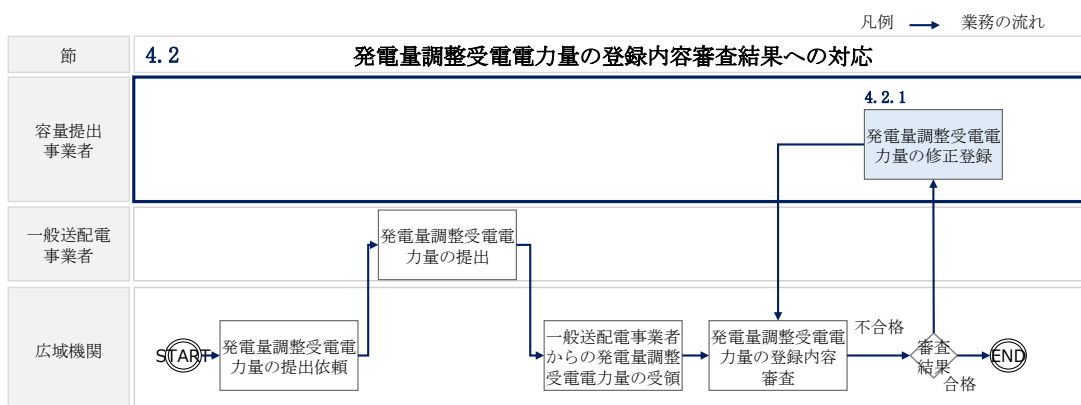 凡例 業務の流れ
節
4.2 発電量調整受電電力量の登録内容審査結果への対応
容量提出
事業者
4.2.1
発電量調整受電電
力量の修正登録
一般送配電
事業者
発電量調整受電電
力量の提出
広域機関
START
発電量調整受電電
力量の提出依頼
一般送配電事業者
からの発電量調整
受電電力量の受領
発電量調整受電電
力量の登録内容
審査
不合格
審査
結果
合格
END